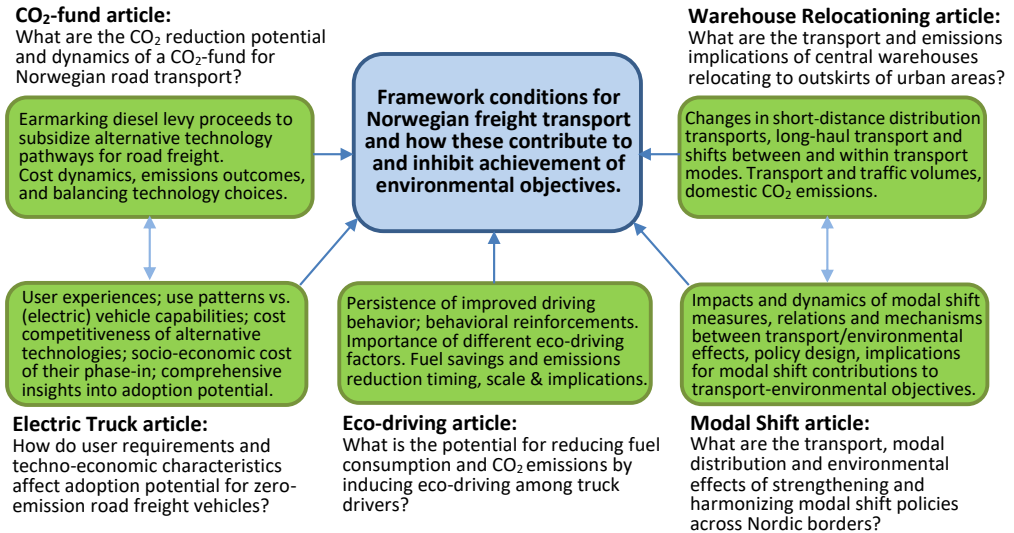 CO₂-fund article:
What are the CO₂ reduction potential
and dynamics of a CO₂-fund for
Norwegian road transport?
Earmarking diesel levy proceeds to
subsidize alternative technology
pathways for road freight.
Cost dynamics, emissions outcomes,
and balancing technology choices.
Framework conditions for
Norwegian freight transport
and how these contribute to
and inhibit achievement of
environmental objectives.
Warehouse Relocationing article:
What are the transport and emissions
implications of central warehouses
relocating to outskirts of urban areas?
Changes in short-distance distribution
transports, long-haul transport and
shifts between and within transport
modes. Transport and traffic volumes,
domestic CO₂ emissions.
User experiences; use patterns vs.
(electric) vehicle capabilities; cost
competitiveness of alternative
technologies; socio-economic cost
of their phase-in; comprehensive
insights into adoption potential.
Electric Truck article:
How do user requirements and
techno-economic characteristics
affect adoption potential for zero-
emission road freight vehicles?
Persistence of improved driving
behavior; behavioral reinforcements.
Importance of different eco-driving
factors. Fuel savings and emissions
reduction timing, scale & implications.
Eco-driving article:
What is the potential for reducing fuel
consumption and CO₂ emissions by
inducing eco-driving among truck
drivers?
Impacts and dynamics of modal shift
measures, relations and mechanisms
between transport/environmental
effects, policy design, implications
for modal shift contributions to
transport-environmental objectives.
Modal Shift article:
What are the transport, modal
distribution and environmental
effects of strengthening and
harmonizing modal shift policies
across Nordic borders?